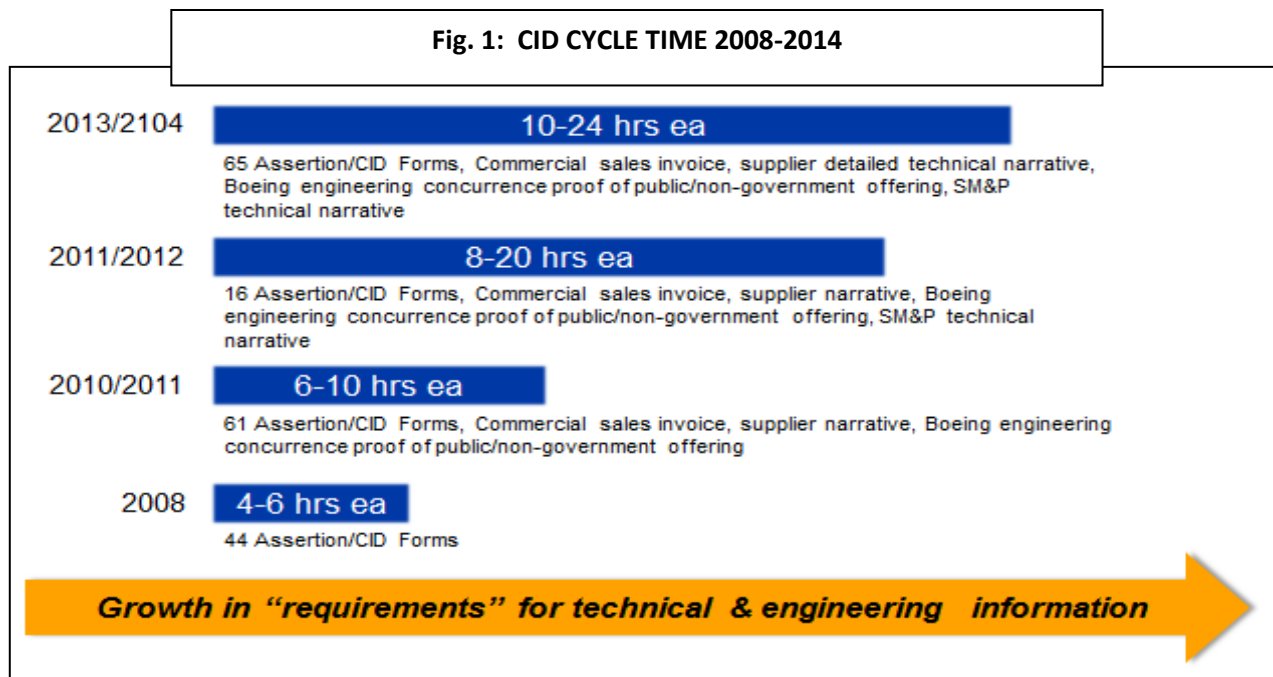 Fig. 1: CID CYCLE TIME 2008-2014
2013/2104
10-24 hrs ea
65 Assertion/CID Forms, Commercial sales invoice, supplier detailed technical narrative,
Boeing engineering concurrence proof of public/non-government offering, SM&P
technical narrative
2011/2012
8-20 hrs ea
16 Assertion/CID Forms, Commercial sales invoice, supplier narrative, Boeing
engineering concurrence proof of public/non-government offering, SM&P technical
narrative
2010/2011
6-10 hrs ea
61 Assertion/CID Forms, Commercial sales invoice, supplier narrative, Boeing engineering
concurrence proof of public/non-government offering
2008
4-6 hrs ea
44 Assertion/CID Forms
Growth in “requirements” for technical & engineering information